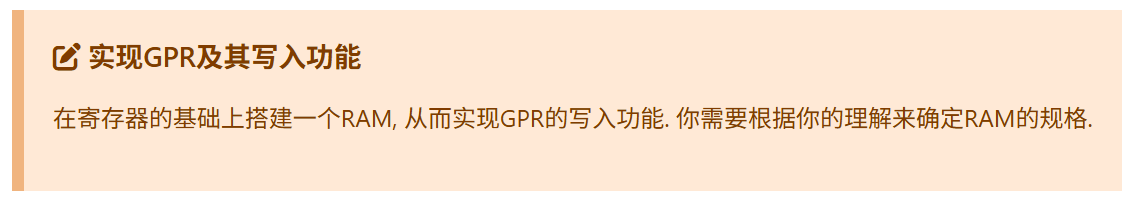 实现GPR及其写入功能
在寄存器的基础上搭建一个RAM, 从而实现GPR的写入功能. 你需要根据你的理解来确定RAM的规格.